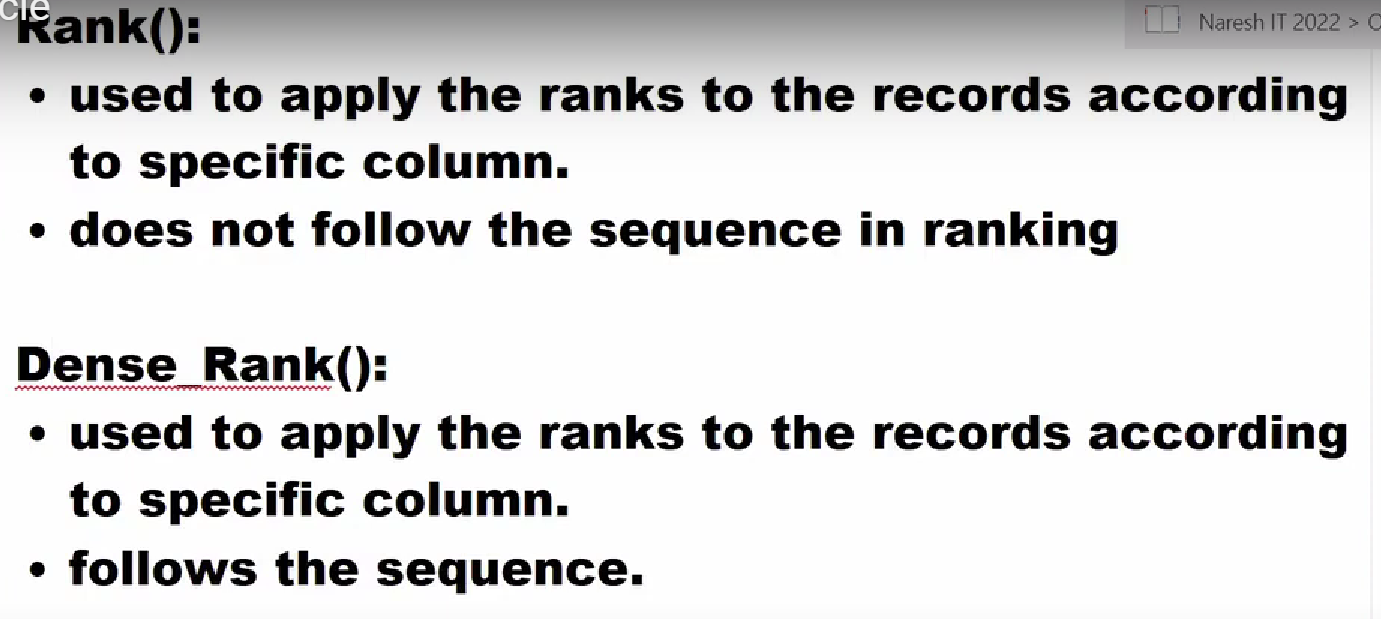 cle
Naresh IT 2022 >
Rank():
• used to apply the ranks to the records according
to specific column.
• does not follow the sequence in ranking
Dense_Rank():
• used to apply the ranks to the records according
to specific column.
• follows the sequence.